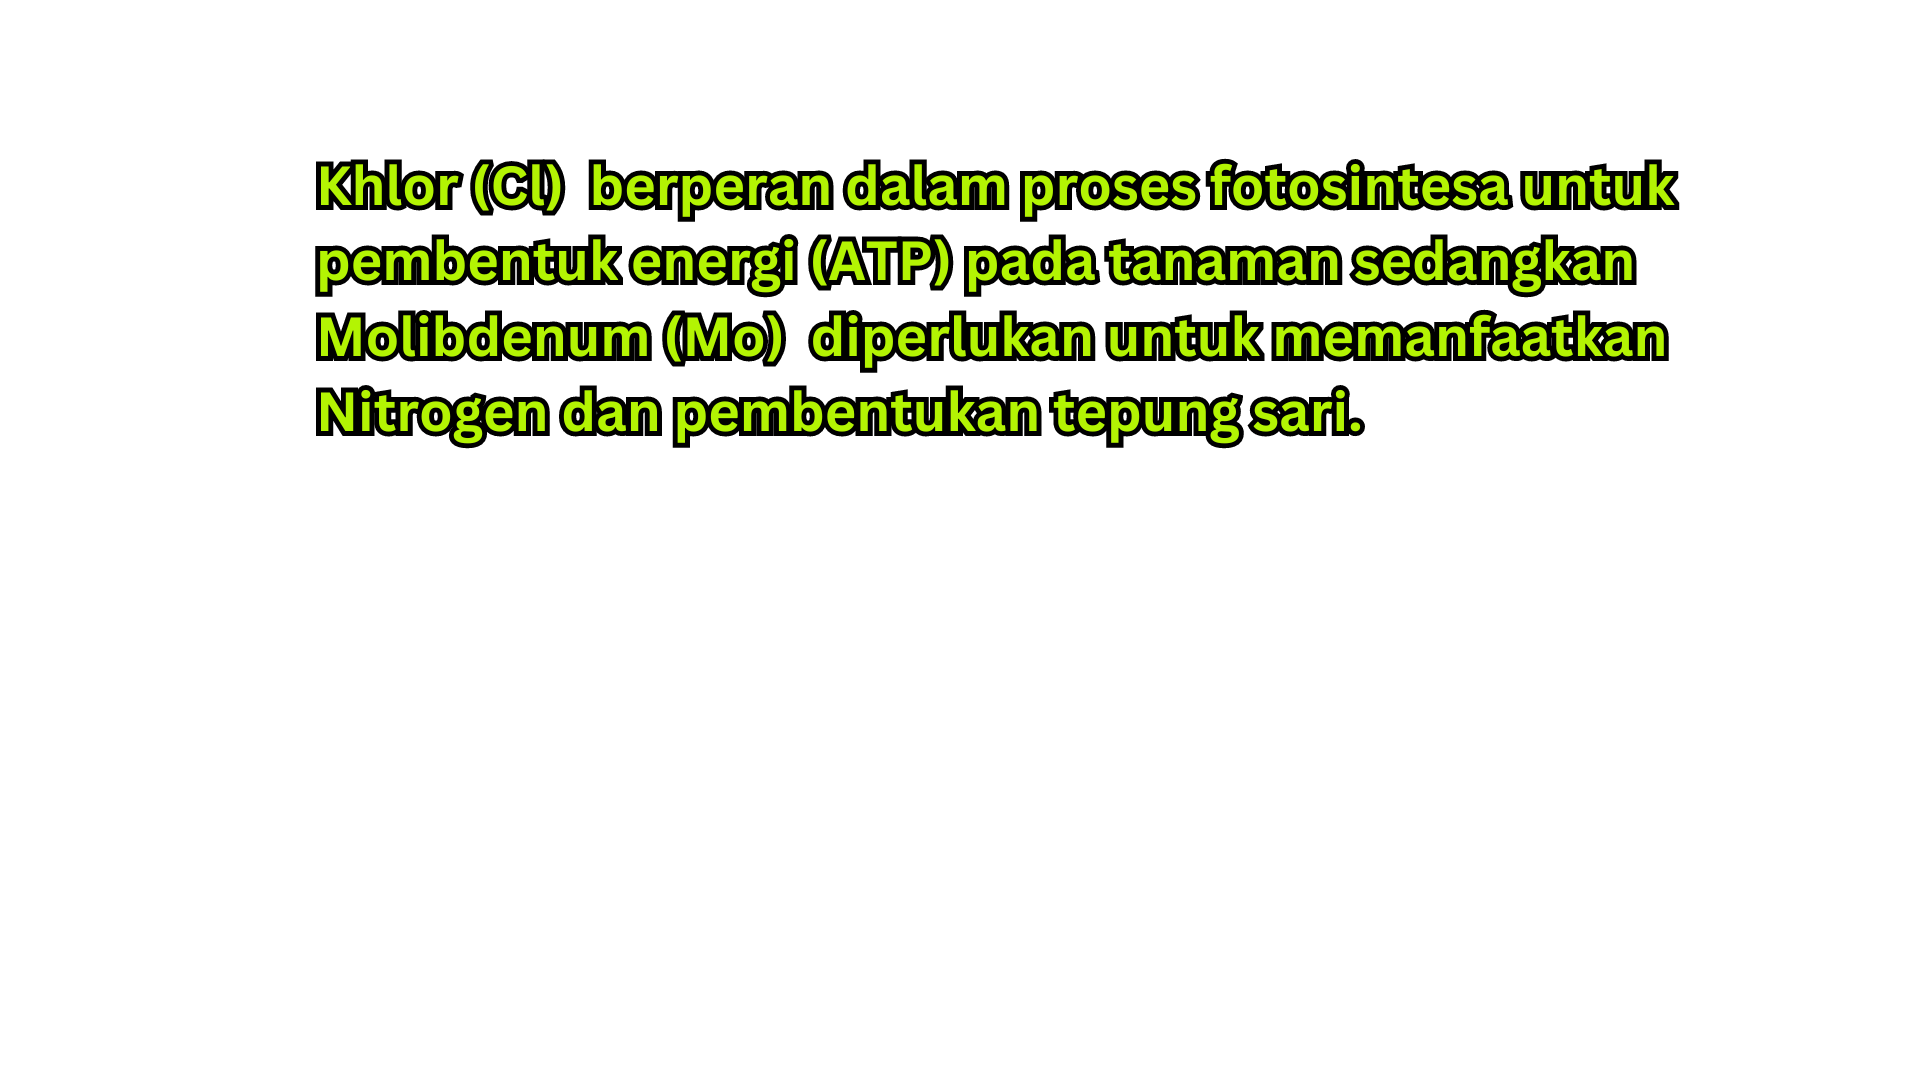 Khlor (Cl)  berperan dalam proses fotosintesa untuk
pembentuk energi (ATP) pada tanaman sedangkan
Molibdenum (Mo)  diperlukan untuk memanfaatkan
Nitrogen dan pembentukan tepung sari.